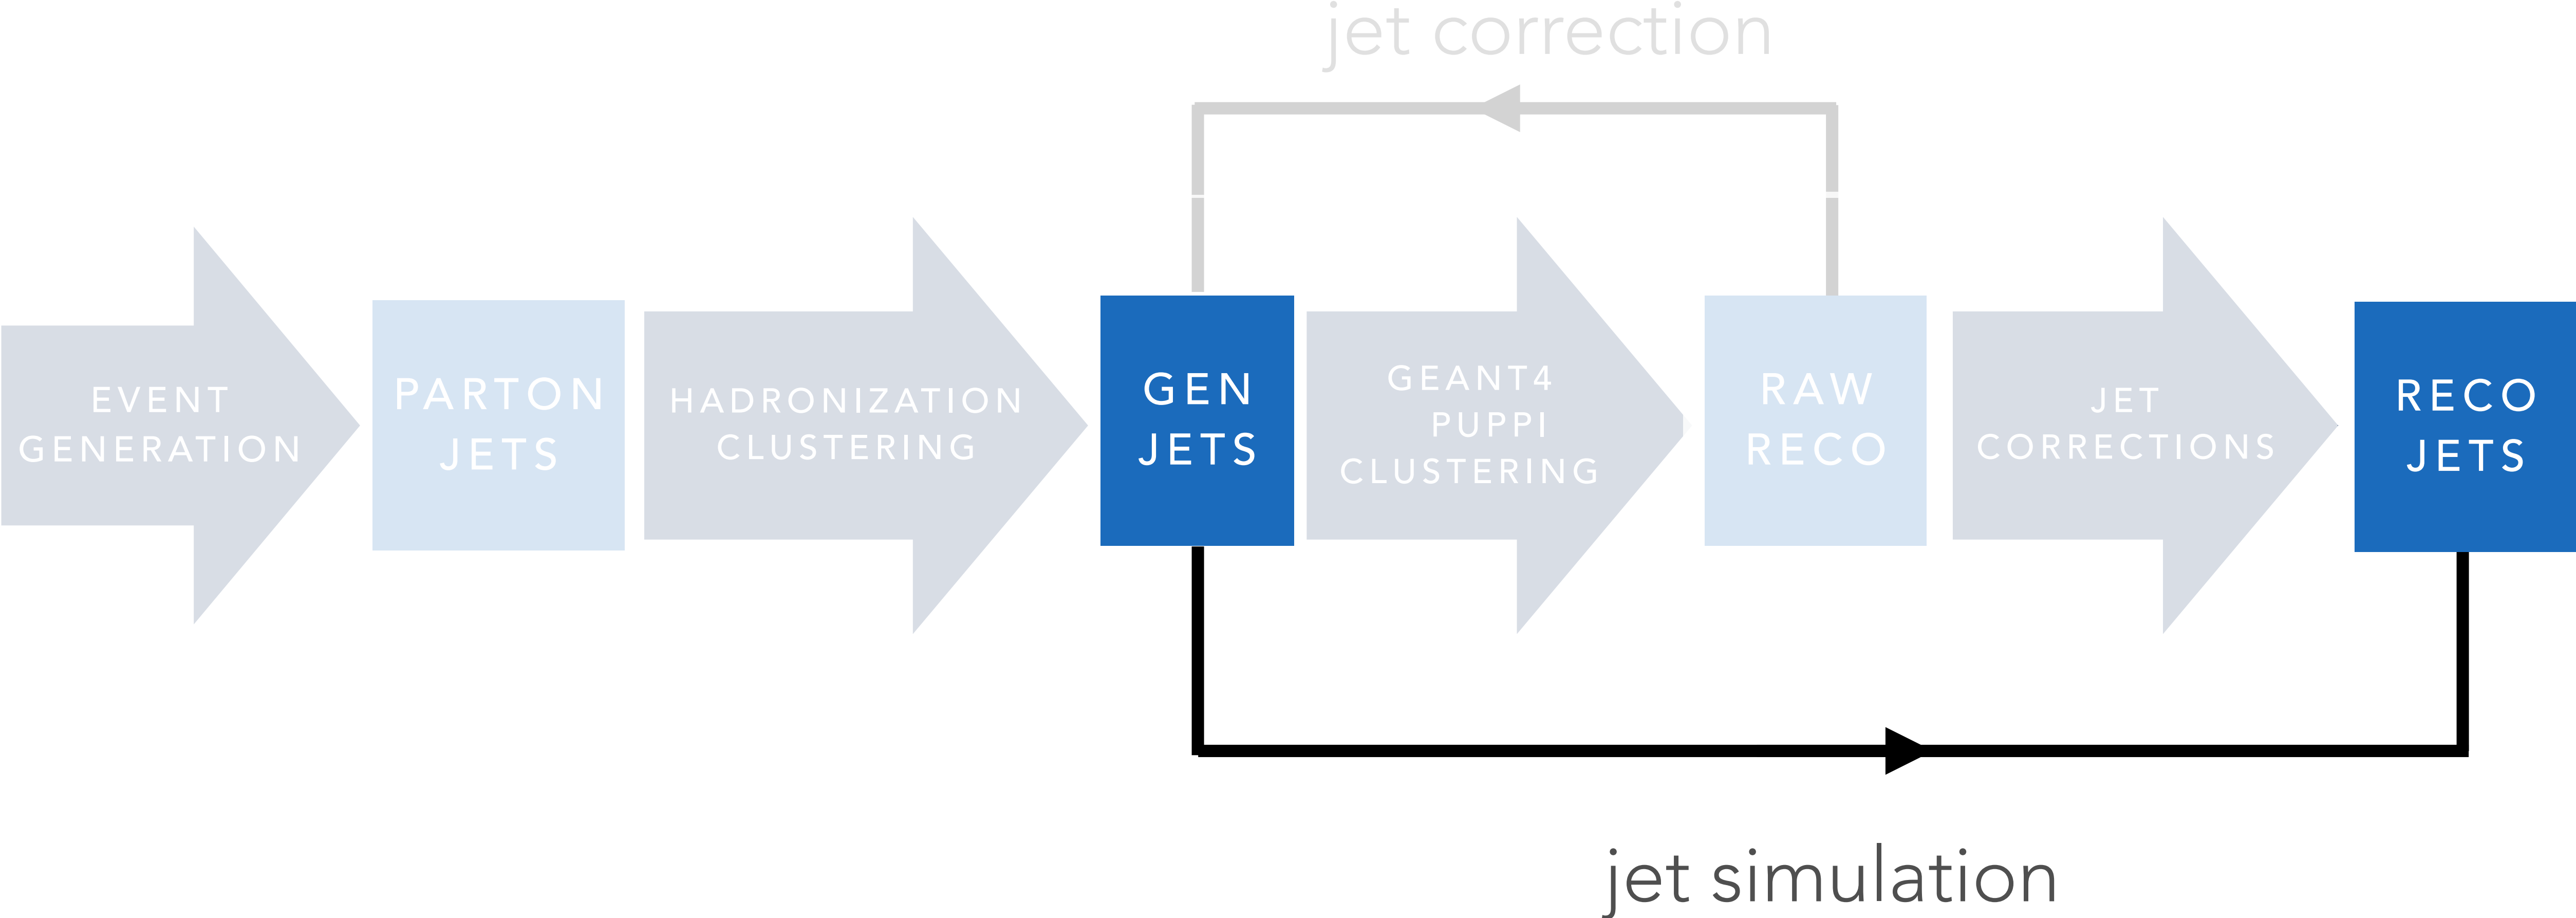 jet correction
EVENT
GENERATION
PARTON
JETS
HADRONIZATION
CLUSTERING
GEN
JETS
GEANT4
PUPPI
CLUSTERING
RAW
RECO
JET
CORRECTIONS
RECO
JETS
jet simulation